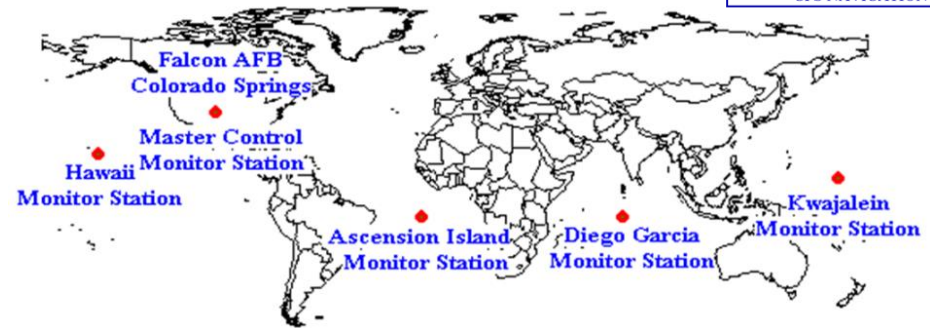 Falcon AFB
Colorado Springs
Master Control
Monitor Station
Hawaii
Monitor Station
Ascension Island
Monitor Station
Diego Garcia
Monitor Station
Kwajalein
Monitor Station